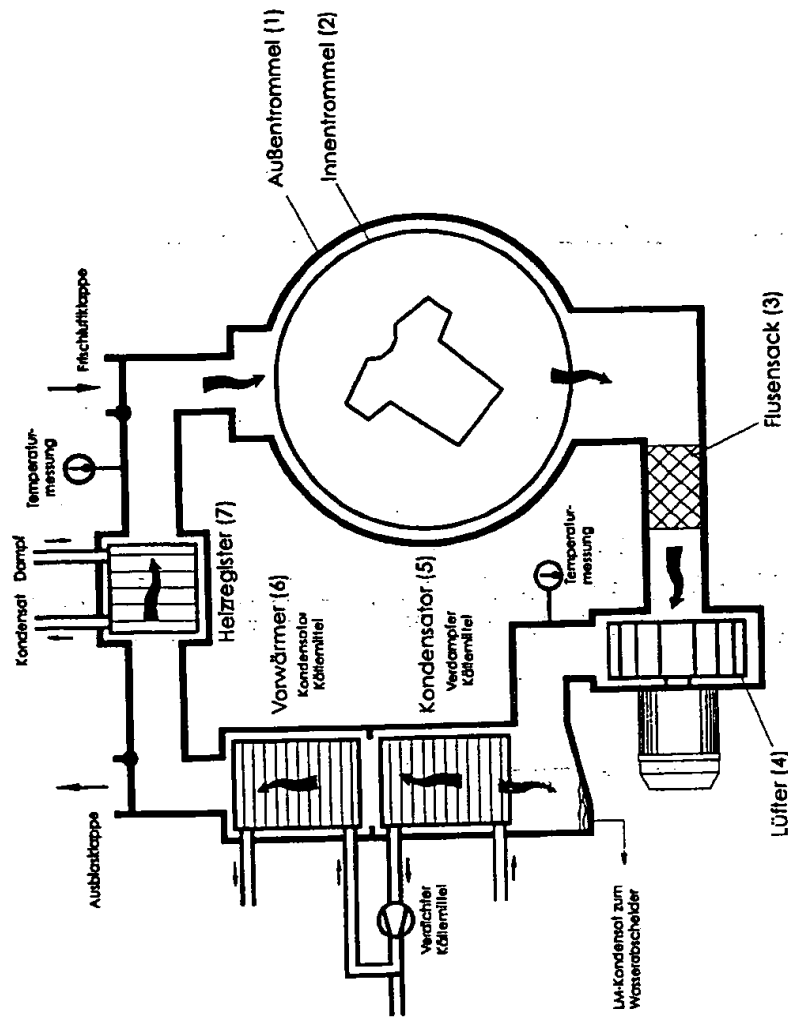 Außentrommel (1)
Innentrommel (2)
Frischluftklappe
Temperatur-
messung
Kondensat Dampf
Heizregister (7)
Ausblasklappe
Vorwärmer (6)
Kondensator
Kältemittel
Kondensator (5)
Verdampfer
Kältemittel
Verdichter
Kältemittel
Temperatur-
messung
Flusensack (3)
Lüfter (4)
LM-Kondensat zum
Wasserabscheider